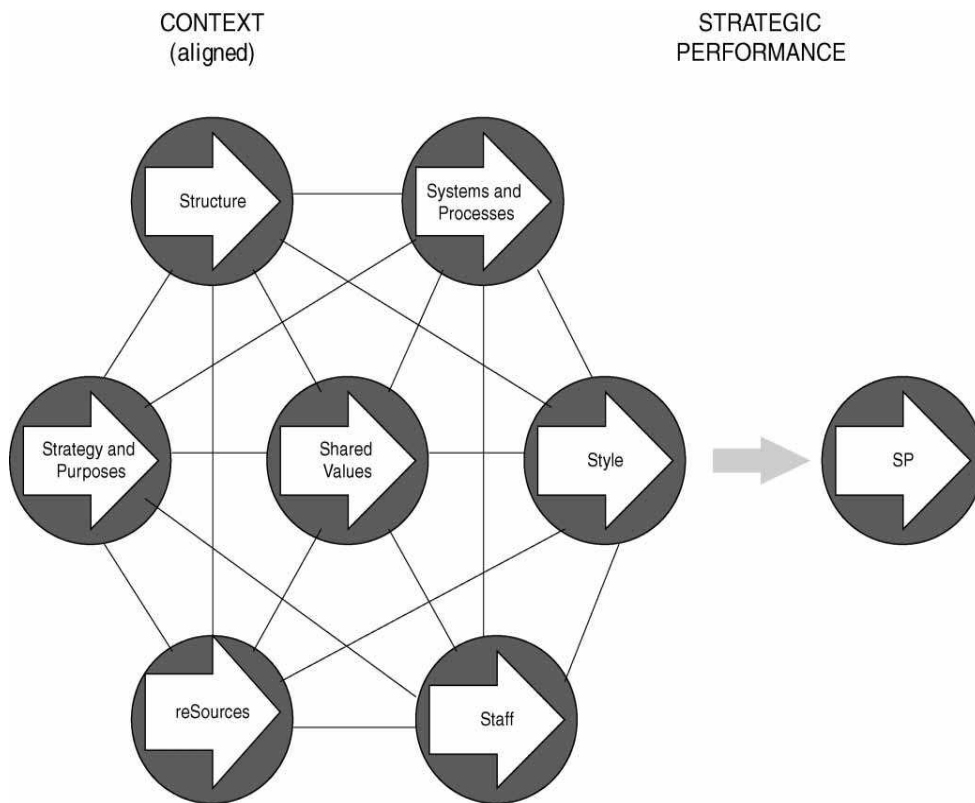 CONTEXT
(aligned)
STRATEGIC
PERFORMANCE
Structure
Systems and
Processes
Strategy and
Purposes
Shared
Values
Style
SP
reSources
Staff